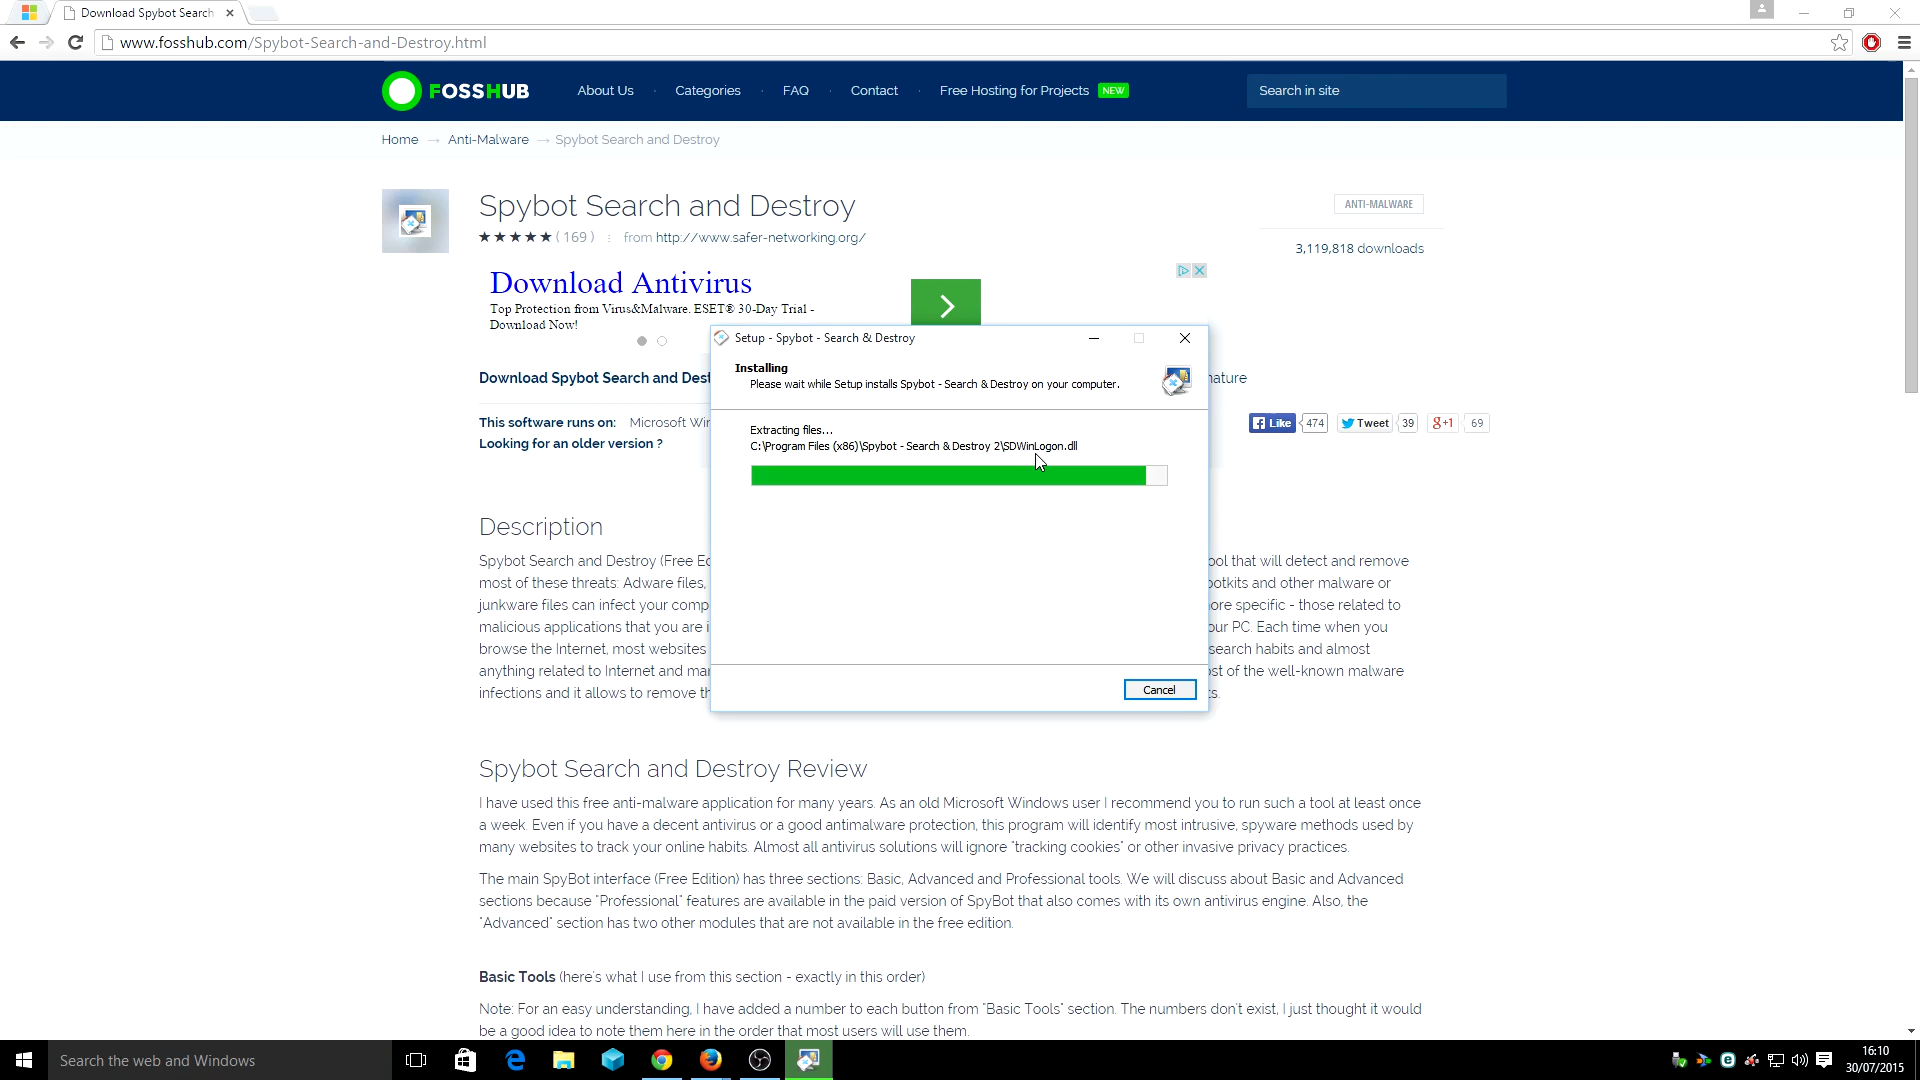 Download Spybot Search
www.fosshub.com/Spybot-Search-and-Destroy.html
FOSSHUB
About Us · Categories · FAQ · Contact · Free Hosting for Projects NEW
Search in site
Home → Anti-Malware → Spybot Search and Destroy
Spybot Search and Destroy
ANTI-MALWARE
★★★★★ ( 169 ) from http://www.safer-networking.org/
3,119,818 downloads
Download Antivirus
Top Protection from Virus&Malware. ESET® 30-Day Trial -
Download Now!
Download Spybot Search and Dest
nature
This software runs on: Microsoft Wir
Looking for an older version ?
Like 474 Tweet 39 g+1 69
Setup - Spybot - Search & Destroy
Installing
Please wait while Setup installs Spybot - Search & Destroy on your computer.
Extracting files...
C:\Program Files (x86)\Spybot - Search & Destroy 2\SDWinLogon.dll
Cancel
Description
Spybot Search and Destroy (Free Ed
ool that will detect and remove
most of these threats: Adware files,
ootkits and other malware or
junkware files can infect your comp
ore specific - those related to
malicious applications that you are i
our PC. Each time when you
browse the Internet, most websites
search habits and almost
anything related to Internet and mar
st of the well-known malware
infections and it allows to remove th
ts.
Spybot Search and Destroy Review
I have used this free anti-malware application for many years. As an old Microsoft Windows user I recommend you to run such a tool at least once
a week. Even if you have a decent antivirus or a good antimalware protection, this program will identify most intrusive, spyware methods used by
many websites to track your online habits. Almost all antivirus solutions will ignore "tracking cookies" or other invasive privacy practices.
The main SpyBot interface (Free Edition) has three sections: Basic, Advanced and Professional tools. We will discuss about Basic and Advanced
sections because "Professional" features are available in the paid version of SpyBot that also comes with its own antivirus engine. Also, the
"Advanced" section has two other modules that are not available in the free edition.
Basic Tools (here's what I use from this section - exactly in this order)
Note: For an easy understanding, I have added a number to each button from "Basic Tools" section. The numbers don't exist, I just thought it would
be a good idea to note them here in the order that most users will use them.
Search the web and Windows
16:10
30/07/2015